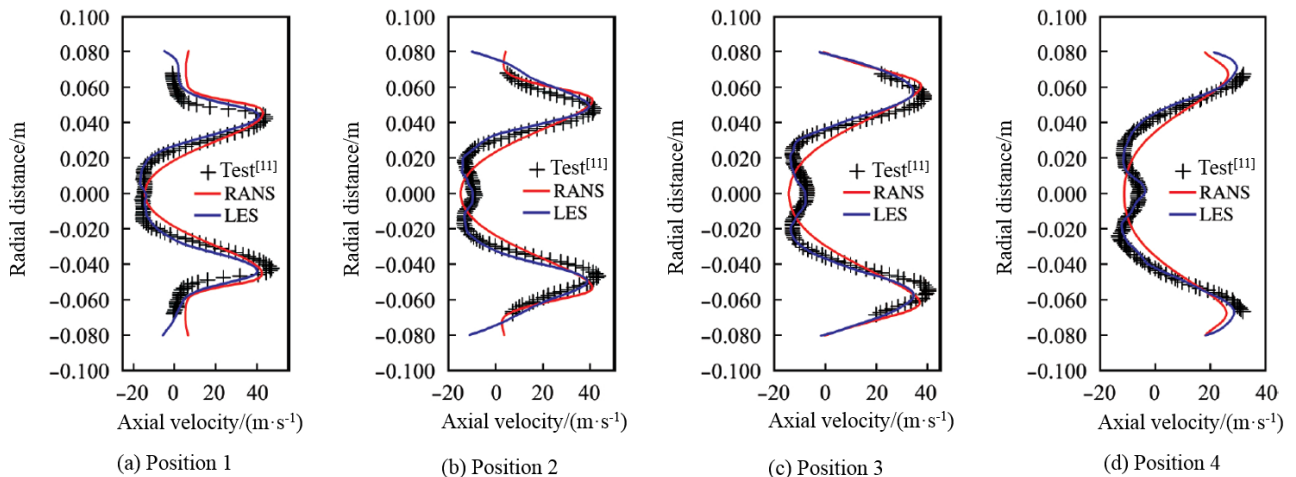 0.100
0.080
0.060
0.040
0.020
0.000
−0.020
−0.040
−0.060
−0.080
−0.100
Radial distance/m
Test[11]
RANS
LES
−20 0 20 40
Axial velocity/(m·s-1)
(a) Position 1
0.100
0.080
0.060
0.040
0.020
0.000
−0.020
−0.040
−0.060
−0.080
−0.100
Radial distance/m
Test[11]
RANS
LES
−20 0 20 40
Axial velocity/(m·s-1)
(b) Position 2
0.100
0.080
0.060
0.040
0.020
0.000
−0.020
−0.040
−0.060
−0.080
−0.100
Radial distance/m
Test[11]
RANS
LES
−20 0 20 40
Axial velocity/(m·s-1)
(c) Position 3
0.100
0.080
0.060
0.040
0.020
0.000
−0.020
−0.040
−0.060
−0.080
−0.100
Radial distance/m
Test[11]
RANS
LES
−20 0 20 40
Axial velocity/(m·s-1)
(d) Position 4